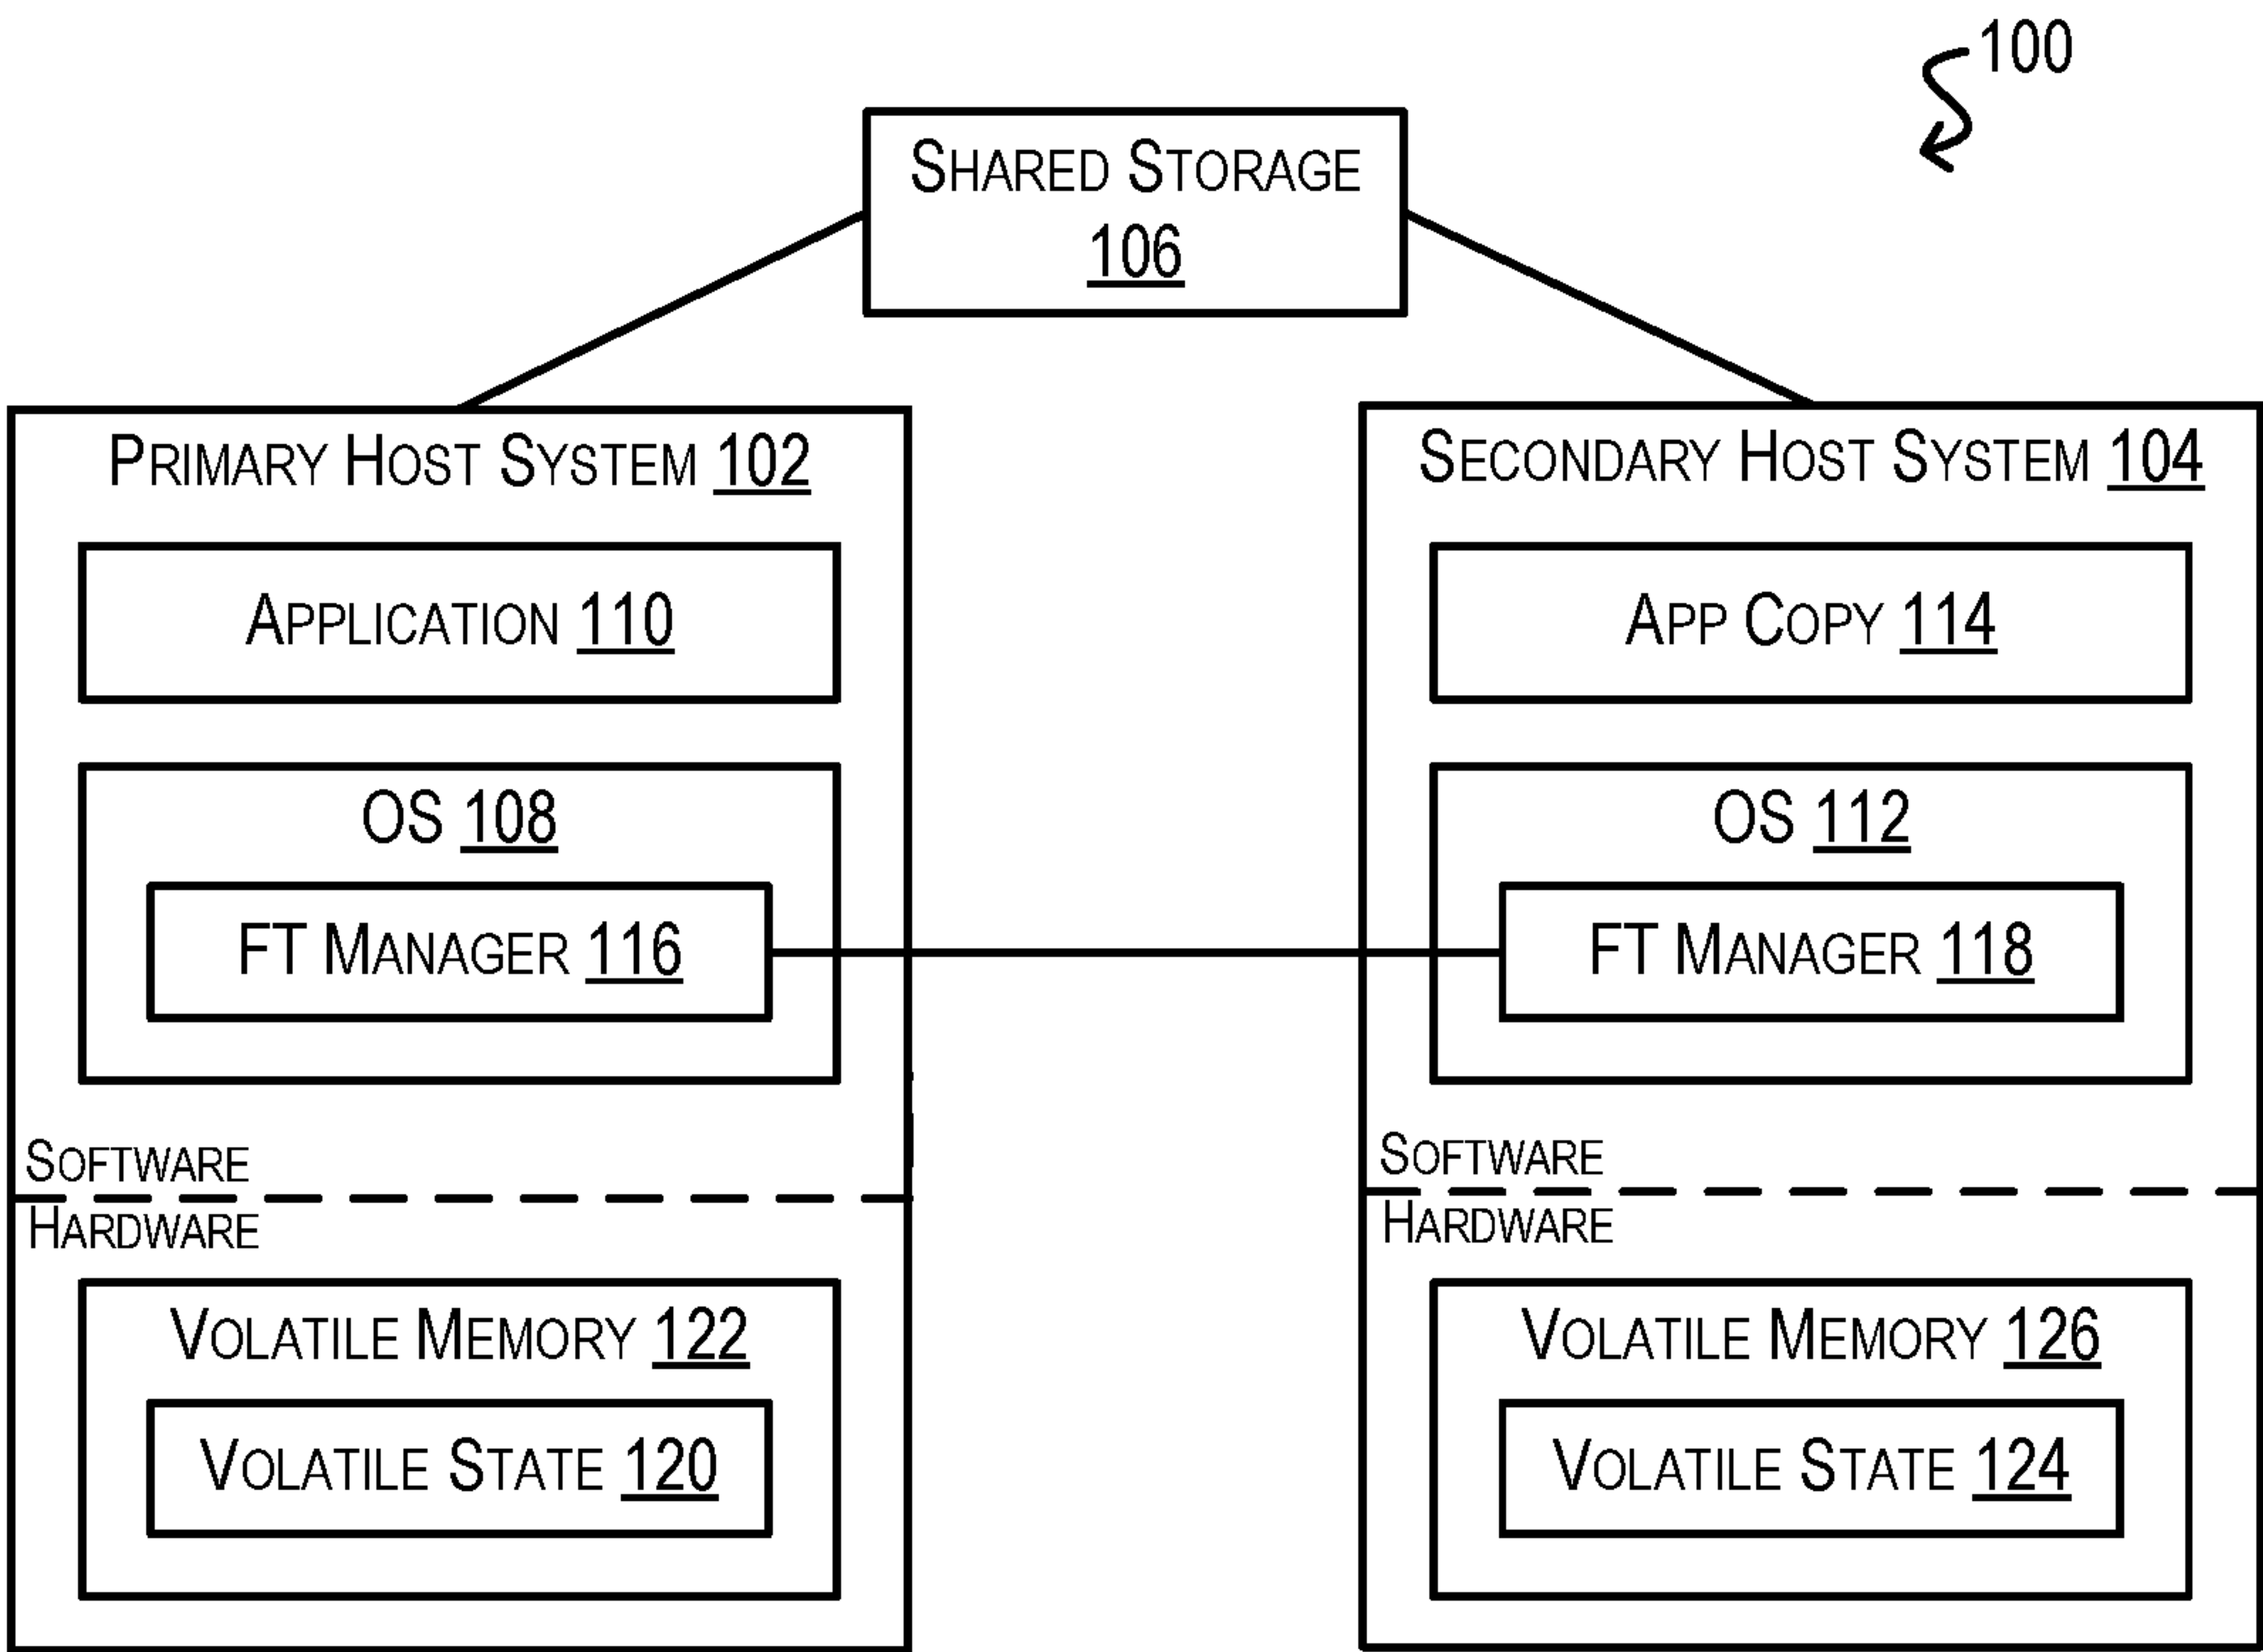 100
SHARED STORAGE
106
PRIMARY HOST SYSTEM 102
APPLICATION 110
OS 108
FT MANAGER 116
SOFTWARE
HARDWARE
VOLATILE MEMORY 122
VOLATILE STATE 120
SECONDARY HOST SYSTEM 104
APP COPY 114
OS 112
FT MANAGER 118
SOFTWARE
HARDWARE
VOLATILE MEMORY 126
VOLATILE STATE 124